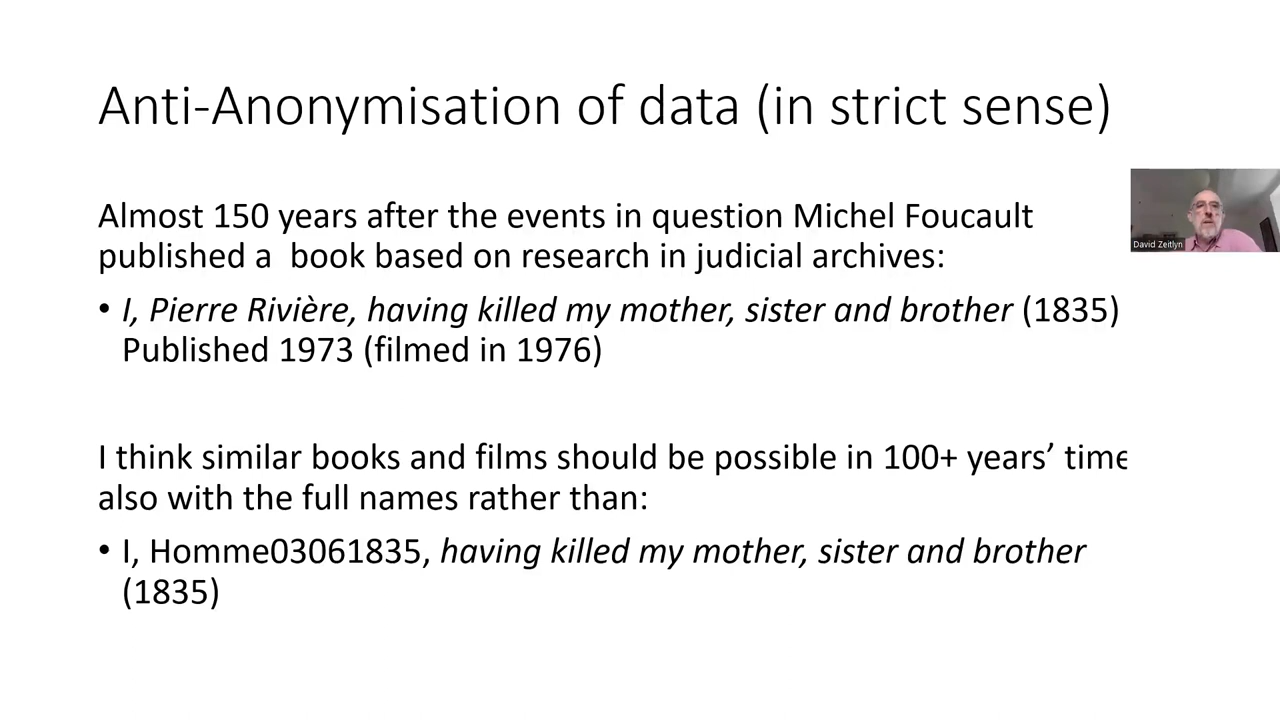 Anti-Anonymisation of data (in strict sense)
Almost 150 years after the events in question Michel Foucault
published a  book based on research in judicial archives:
• I, Pierre Rivière, having killed my mother, sister and brother (1835)
Published 1973 (filmed in 1976)
David Zeitlyn
I think similar books and films should be possible in 100+ years’ time
also with the full names rather than:
• I, Homme03061835, having killed my mother, sister and brother
(1835)